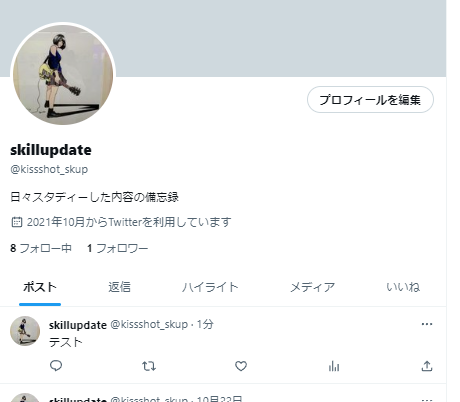 プロフィールを編集
skillupdate
@kissshot_skup
日々スタディーした内容の備忘録
2021年10月からTwitterを利用しています
8 フォロー中 1 フォロワー
ポスト 返信 ハイライト メディア いいね
skillupdate @kissshot_skup · 1分
テスト
skillupdate @kissshot_skup · 10月22日